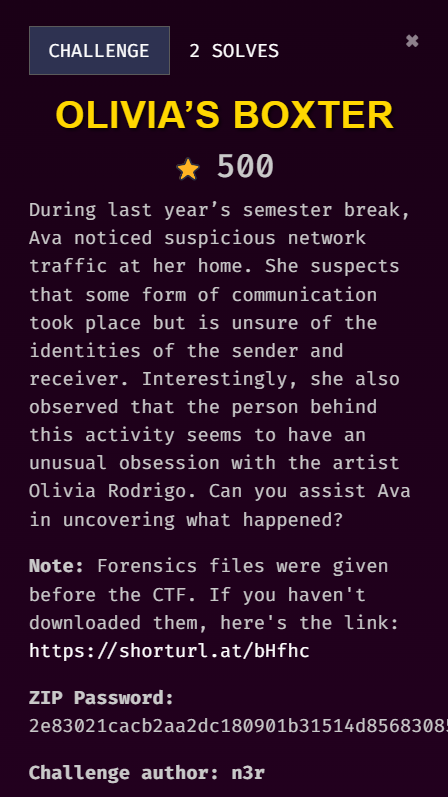 CHALLENGE 2 SOLVES ✖
OLIVIA’S BOXTER
⭐ 500
During last year’s semester break,
Ava noticed suspicious network
traffic at her home. She suspects
that some form of communication
took place but is unsure of the
identities of the sender and
receiver. Interestingly, she also
observed that the person behind
this activity seems to have an
unusual obsession with the artist
Olivia Rodrigo. Can you assist Ava
in uncovering what happened?
Note: Forensics files were given
before the CTF. If you haven't
downloaded them, here's the link:
https://shorturl.at/bHfhc
ZIP Password:
2e83021cacb2aa2dc180901b31514d8568308
Challenge author: n3r